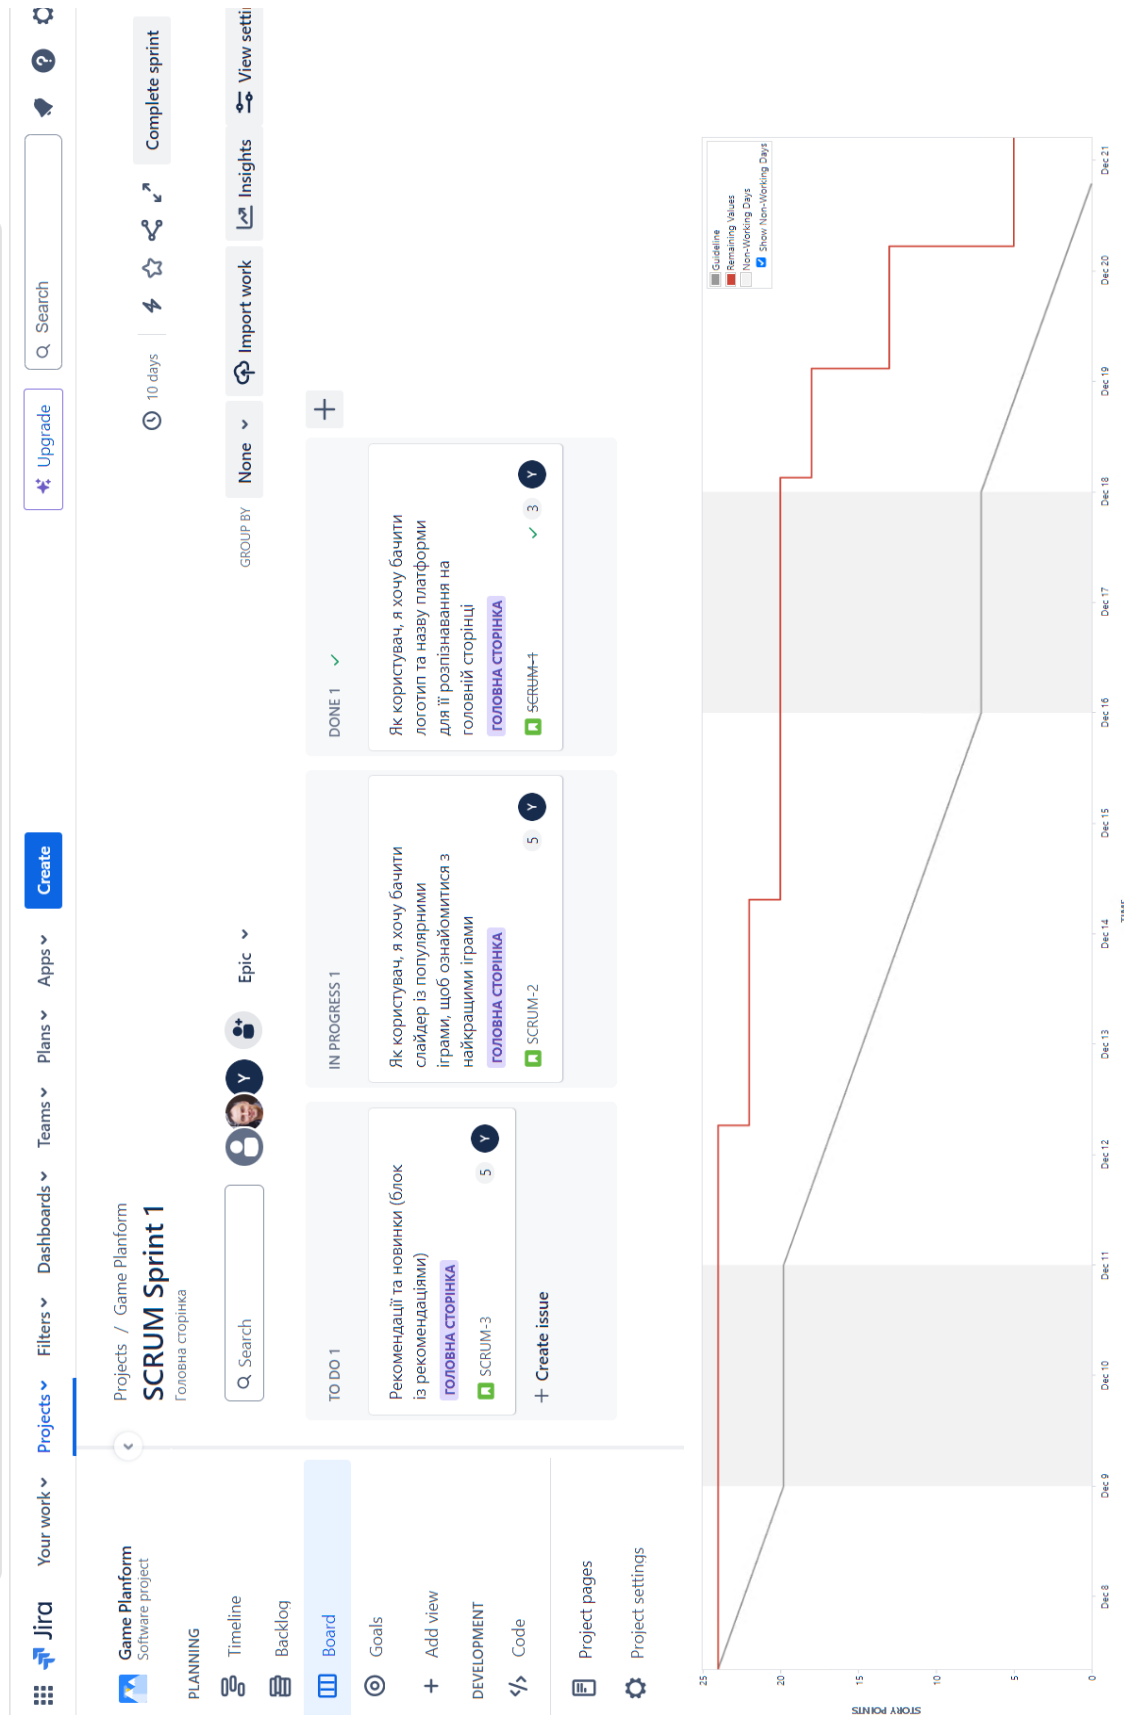 Jira
Your work
Projects
Filters
Dashboards
Teams
Plans
Apps
Create
Upgrade
Search
Game Planform
Software project
PLANNING
Timeline
Backlog
Board
Goals
Add view
DEVELOPMENT
Code
Project pages
Project settings
Projects / Game Planform
SCRUM Sprint 1
Головна сторінка
10 days
Complete sprint
Search
Y
Epic
GROUP BY
None
Import work
Insights
View setti
TO DO 1
Рекомендації та новинки (блок
із рекомендаціями)
ГОЛОВНА СТОРІНКА
SCRUM-3
5
Y
+ Create issue
IN PROGRESS 1
Як користувач, я хочу бачити
слайдер із популярними
іграми, щоб ознайомитися з
найкращими іграми
ГОЛОВНА СТОРІНКА
SCRUM-2
5
Y
DONE 1
Як користувач, я хочу бачити
логотип та назву платформи
для її розпізнавання на
головній сторінці
ГОЛОВНА СТОРІНКА
SCRUM-1
3
Y
STORY POINTS
25
20
15
10
5
0
Guideline
Remaining Values
Non-Working Days
Show Non-Working Days
Dec 8
Dec 9
Dec 10
Dec 11
Dec 12
Dec 13
Dec 14
Dec 15
Dec 16
Dec 17
Dec 18
Dec 19
Dec 20
Dec 21